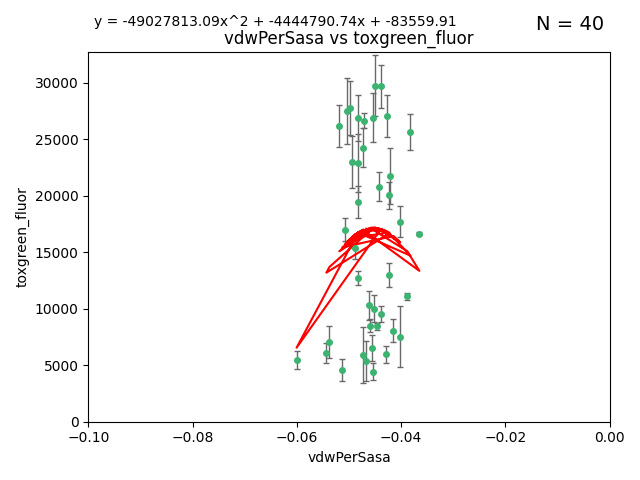 y = -49027813.09x^2 + -4444790.74x + -83559.91
N = 40
vdwPerSasa vs toxgreen_fluor
toxgreen_fluor
30000
25000
20000
15000
10000
5000
0
−0.10
−0.08
−0.06
−0.04
−0.02
0.00
vdwPerSasa